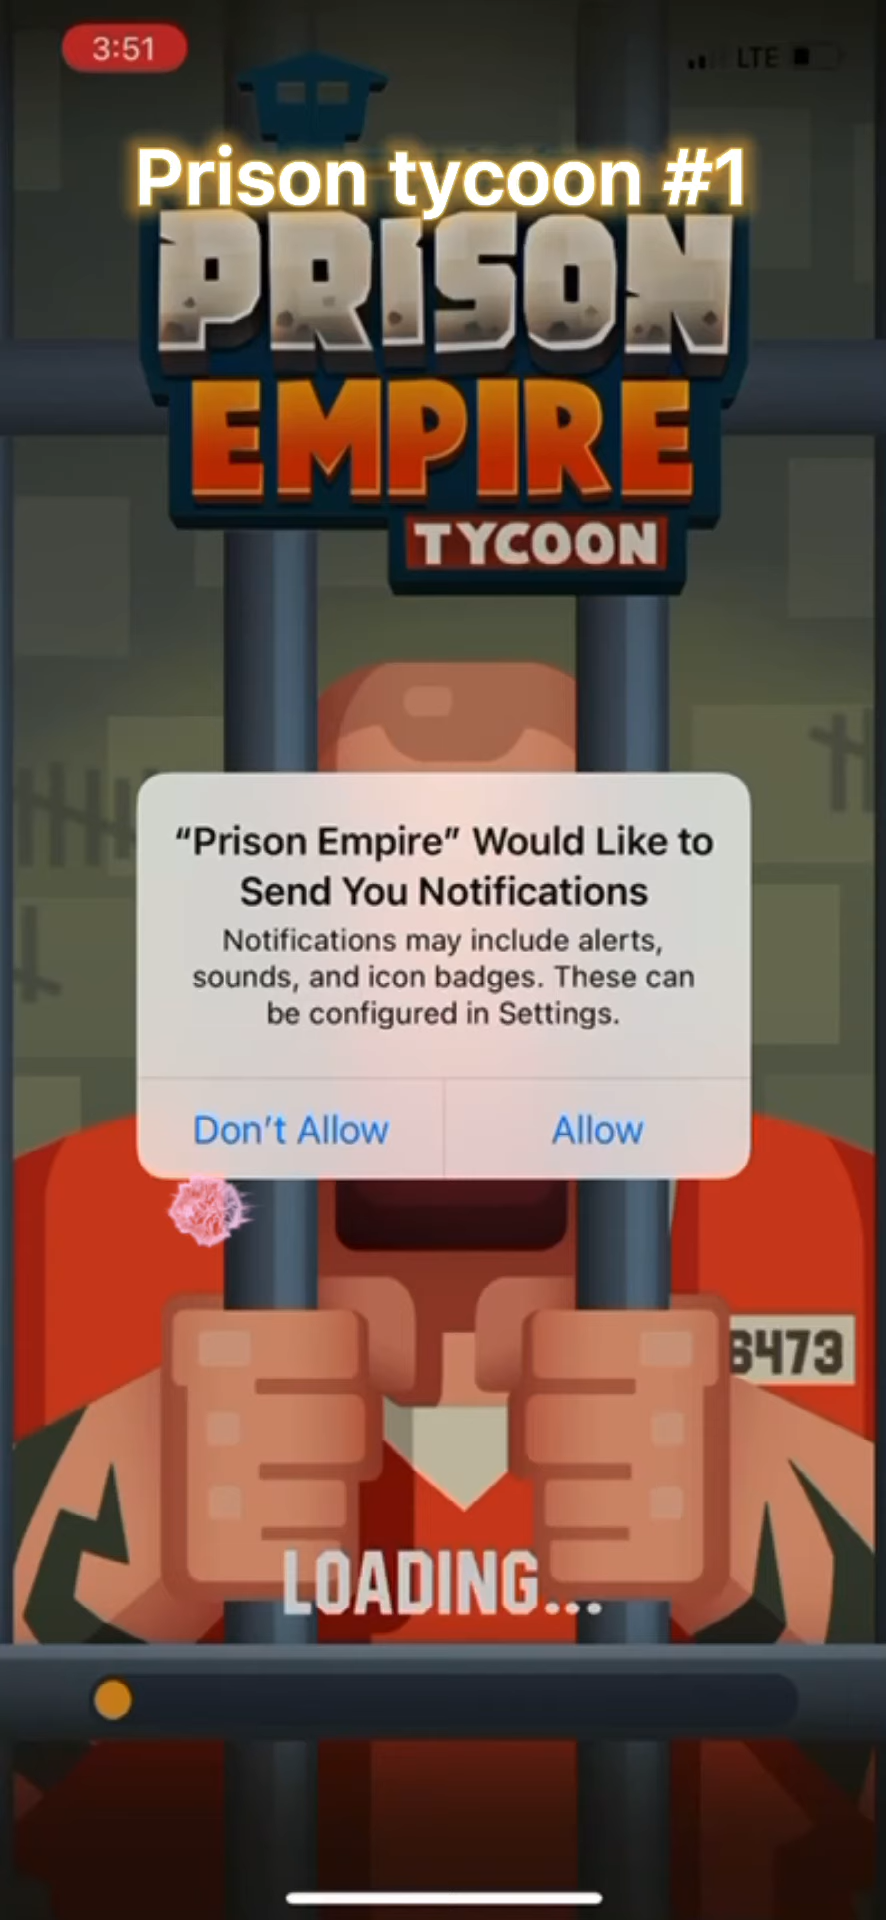 3:51
LTE
Prison tycoon #1
PRISON
EMPIRE
TYCOON
“Prison Empire” Would Like to
Send You Notifications
Notifications may include alerts,
sounds, and icon badges. These can
be configured in Settings.
Don’t Allow
Allow
6473
LOADING...